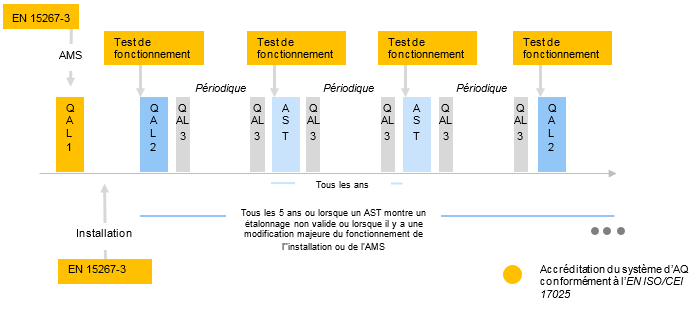 EN 15267-3
AMS
Test de
fonctionnement
Test de
fonctionnement
Test de
fonctionnement
Test de
fonctionnement
Périodique
Périodique
Périodique
Q
A
L
1
Q
A
L
2
Q
AL
3
Q
AL
3
A
S
T
Q
AL
3
Q
AL
3
A
S
T
Q
AL
3
Q
AL
3
Q
A
L
2
Tous les ans
Installation
Tous les 5 ans ou lorsque un AST montre un
étalonnage non valide ou lorsque il y a une
modification majeure du fonctionnement de
l'"installation ou de l'AMS
EN 15267-3
Accréditation du système d'AQ
conformément à l'EN ISO/CEI
17025